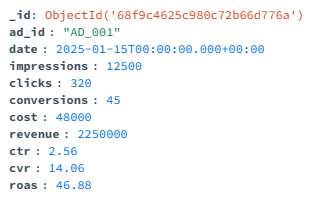 _id: ObjectId('68f9c4625c980c72b66d776a')
ad_id : "AD_001"
date : 2025-01-15T00:00:00.000+00:00
impressions : 12500
clicks : 320
conversions : 45
cost : 48000
revenue : 2250000
ctr : 2.56
cvr : 14.06
roas : 46.88